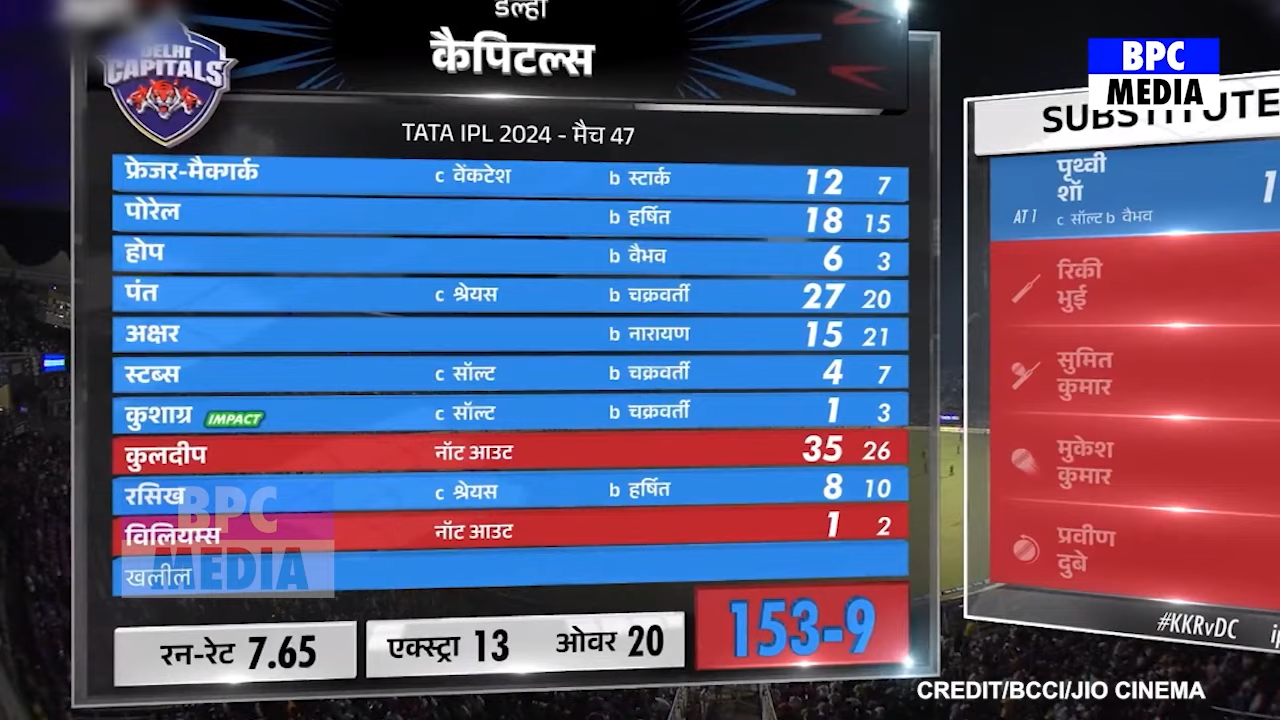 दिल्ली
कैपिटल्स
DELHI
CAPITALS
TATA IPL 2024 - मैच 47
फ्रेजर-मैक्गर्क c वेंकटेश b स्टार्क 12 7
पोरेल b हर्षित 18 15
होप b वैभव 6 3
पंत c श्रेयस b चक्रवर्ती 27 20
अक्षर b नारायण 15 21
स्टब्स c सॉल्ट b चक्रवर्ती 4 7
कुशाग्र IMPACT c सॉल्ट b चक्रवर्ती 1 3
कुलदीप नॉट आउट 35 26
रसिख c श्रेयस b हर्षित 8 10
विलियम्स नॉट आउट 1 2
खलील
रन-रेट 7.65 एक्स्ट्रा 13 ओवर 20 153-9
BPC
MEDIA
BPC
MEDIA
SUBSTITUTE
पृथ्वी
शॉ
AT 1 c सॉल्ट b वैभव
रिकी
भुई
सुमित
कुमार
मुकेश
कुमार
प्रवीण
दुबे
#KKRvDC
CREDIT/BCCI/JIO CINEMA